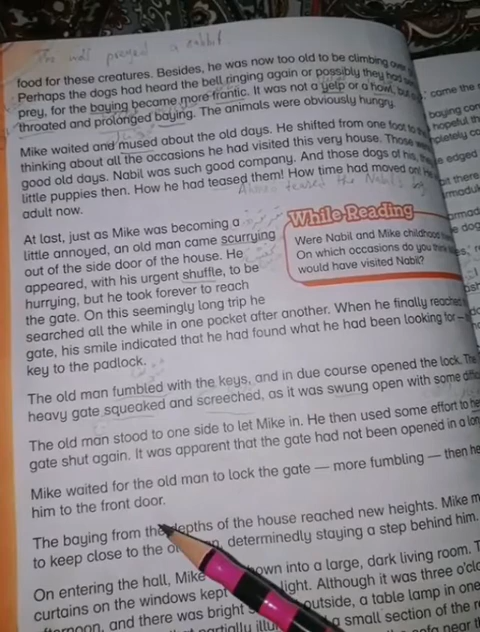 The wolf preyed a rabbit
food for these creatures. Besides, he was now too old to be climbing over
Perhaps the dogs had heard the bell ringing again or possibly they had
prey, for the baying became more frantic. It was not a yelp or a howl, but
throated and prolonged baying. The animals were obviously hungry.
Mike waited and mused about the old days. He shifted from one foot to
thinking about all the occasions he had visited this very house. Those were
good old days. Nabil was such good company. And those dogs of his,
little puppies then. How he had teased them! How time had moved on!
adult now.
At last, just as Mike was becoming a
little annoyed, an old man came scurrying
out of the side door of the house. He
appeared, with his urgent shuffle, to be
hurrying, but he took forever to reach
the gate. On this seemingly long trip he
searched all the while in one pocket after another. When he finally reached
gate, his smile indicated that he had found what he had been looking for –
key to the padlock.
While Reading
Were Nabil and Mike childhood
On which occasions do you think
would have visited Nabil?
The old man fumbled with the keys, and in due course opened the lock. The
heavy gate squeaked and screeched, as it was swung open with some
The old man stood to one side to let Mike in. He then used some effort to
gate shut again. It was apparent that the gate had not been opened in a
Mike waited for the old man to lock the gate — more fumbling — then he
him to the front door.
The baying from the depths of the house reached new heights. Mike
to keep close to the determinedly staying a step behind him.
On entering the hall, Mike into a large, dark living room.
curtains on the windows kept light. Although it was three
and there was bright outside, a table lamp in one
partially a small section of the
near
came the
baying
hopeful
edged
there
dog